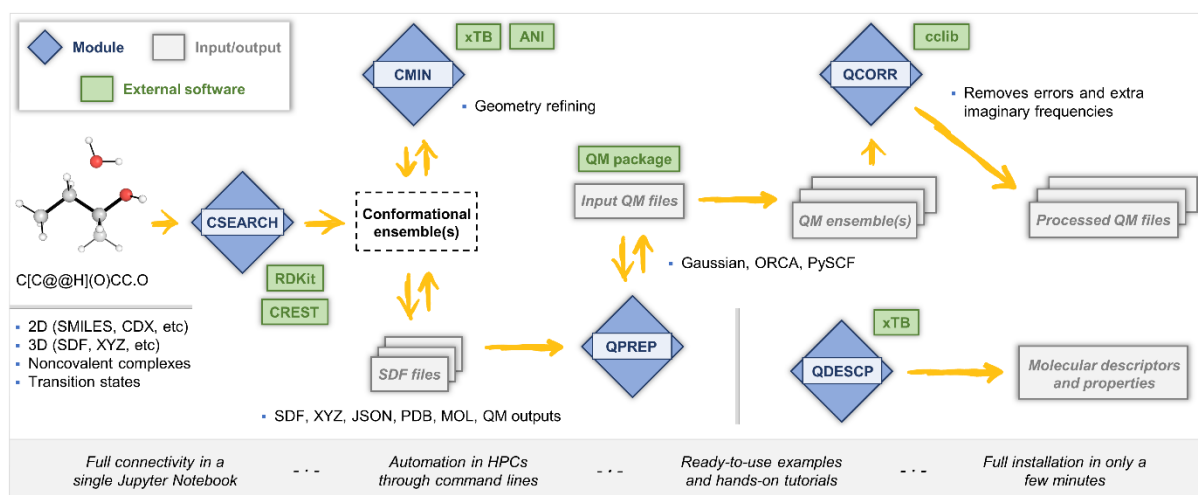 Module
Input/output
External software
xTB
ANI
CMIN
Geometry refining
cclib
QCORR
Removes errors and extra
imaginary frequencies
C[C@@H](O)CC.O
2D (SMILES, CDX, etc)
3D (SDF, XYZ, etc)
Noncovalent complexes
Transition states
CSEARCH
RDKit
CREST
Conformational
ensemble(s)
SDF files
SDF, XYZ, JSON, PDB, MOL, QM outputs
QM package
Input QM files
Gaussian, ORCA, PySCF
QPREP
QM ensemble(s)
Processed QM files
xTB
QDESCP
Molecular descriptors
and properties
Full connectivity in a
single Jupyter Notebook
- · -
Automation in HPCs
through command lines
- · -
Ready-to-use examples
and hands-on tutorials
- · -
Full installation in only a
few minutes